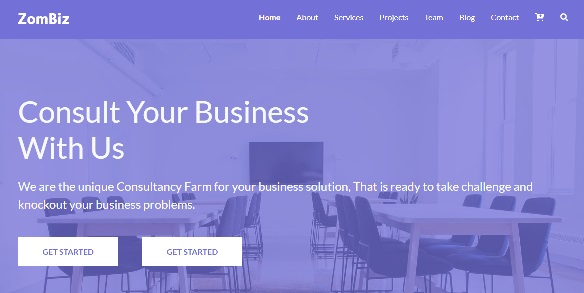 ZomBiz
Home About Services Projects Team Blog Contact
Consult Your Business
With Us
We are the unique Consultancy Farm for your business solution, That is ready to take challenge and
knockout your business problems.
GET STARTED GET STARTED